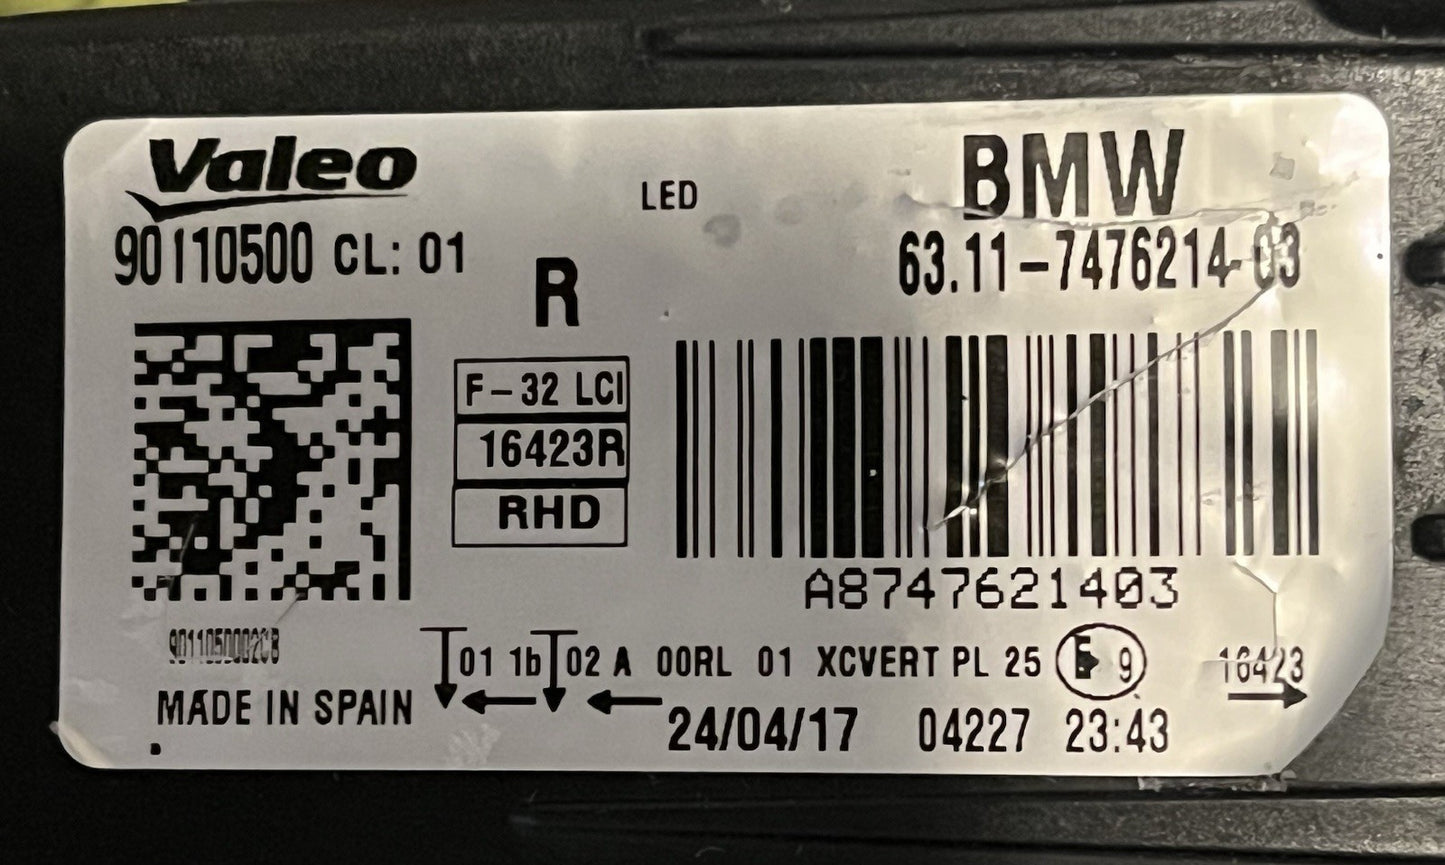 Valeo
LED
BMW
90110500 CL: 01
R
63.11-7476214-03
F-32 LCI
16423R
RHD
A8747621403
01 1b 02 A 00RL 01 XCVERT PL 25 E 9 16423
MADE IN SPAIN
24/04/17 04227 23:43